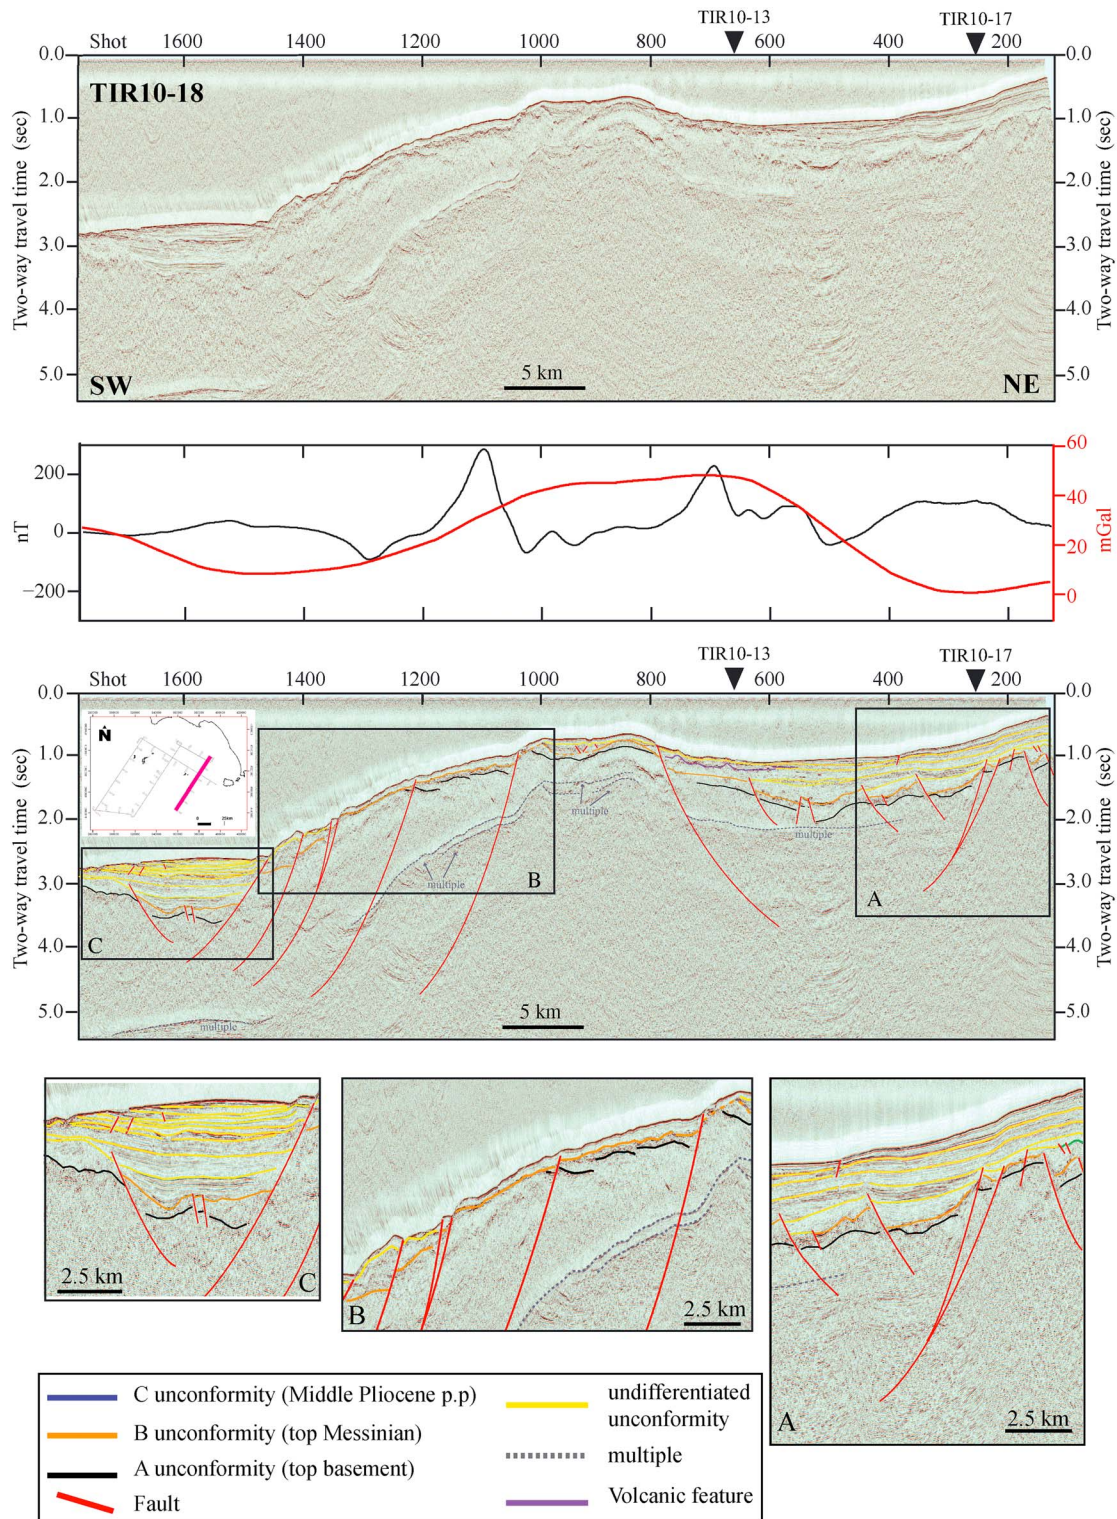 TIR10-13 TIR10-17
Shot 1600 1400 1200 1000 800 600 400 200
0.0 0.0
TIR10-18
1.0 1.0
2.0 2.0
3.0 3.0
4.0 4.0
5.0 5.0
Two-way travel time (sec)
Two-way travel time (sec)
5 km
SW NE
200
0
−200
nT
60
40
20
0
mGal
TIR10-13 TIR10-17
Shot 1600 1400 1200 1000 800 600 400 200
0.0 0.0
N
1.0 1.0
2.0 2.0
3.0 3.0
4.0 4.0
5.0 5.0
Two-way travel time (sec)
Two-way travel time (sec)
multiple
multiple
multiple
B
A
C
5 km
multiple
2.5 km
C
B
2.5 km
A
2.5 km
C unconformity (Middle Pliocene p.p)
B unconformity (top Messinian)
A unconformity (top basement)
Fault
undifferentiated
unconformity
multiple
Volcanic feature